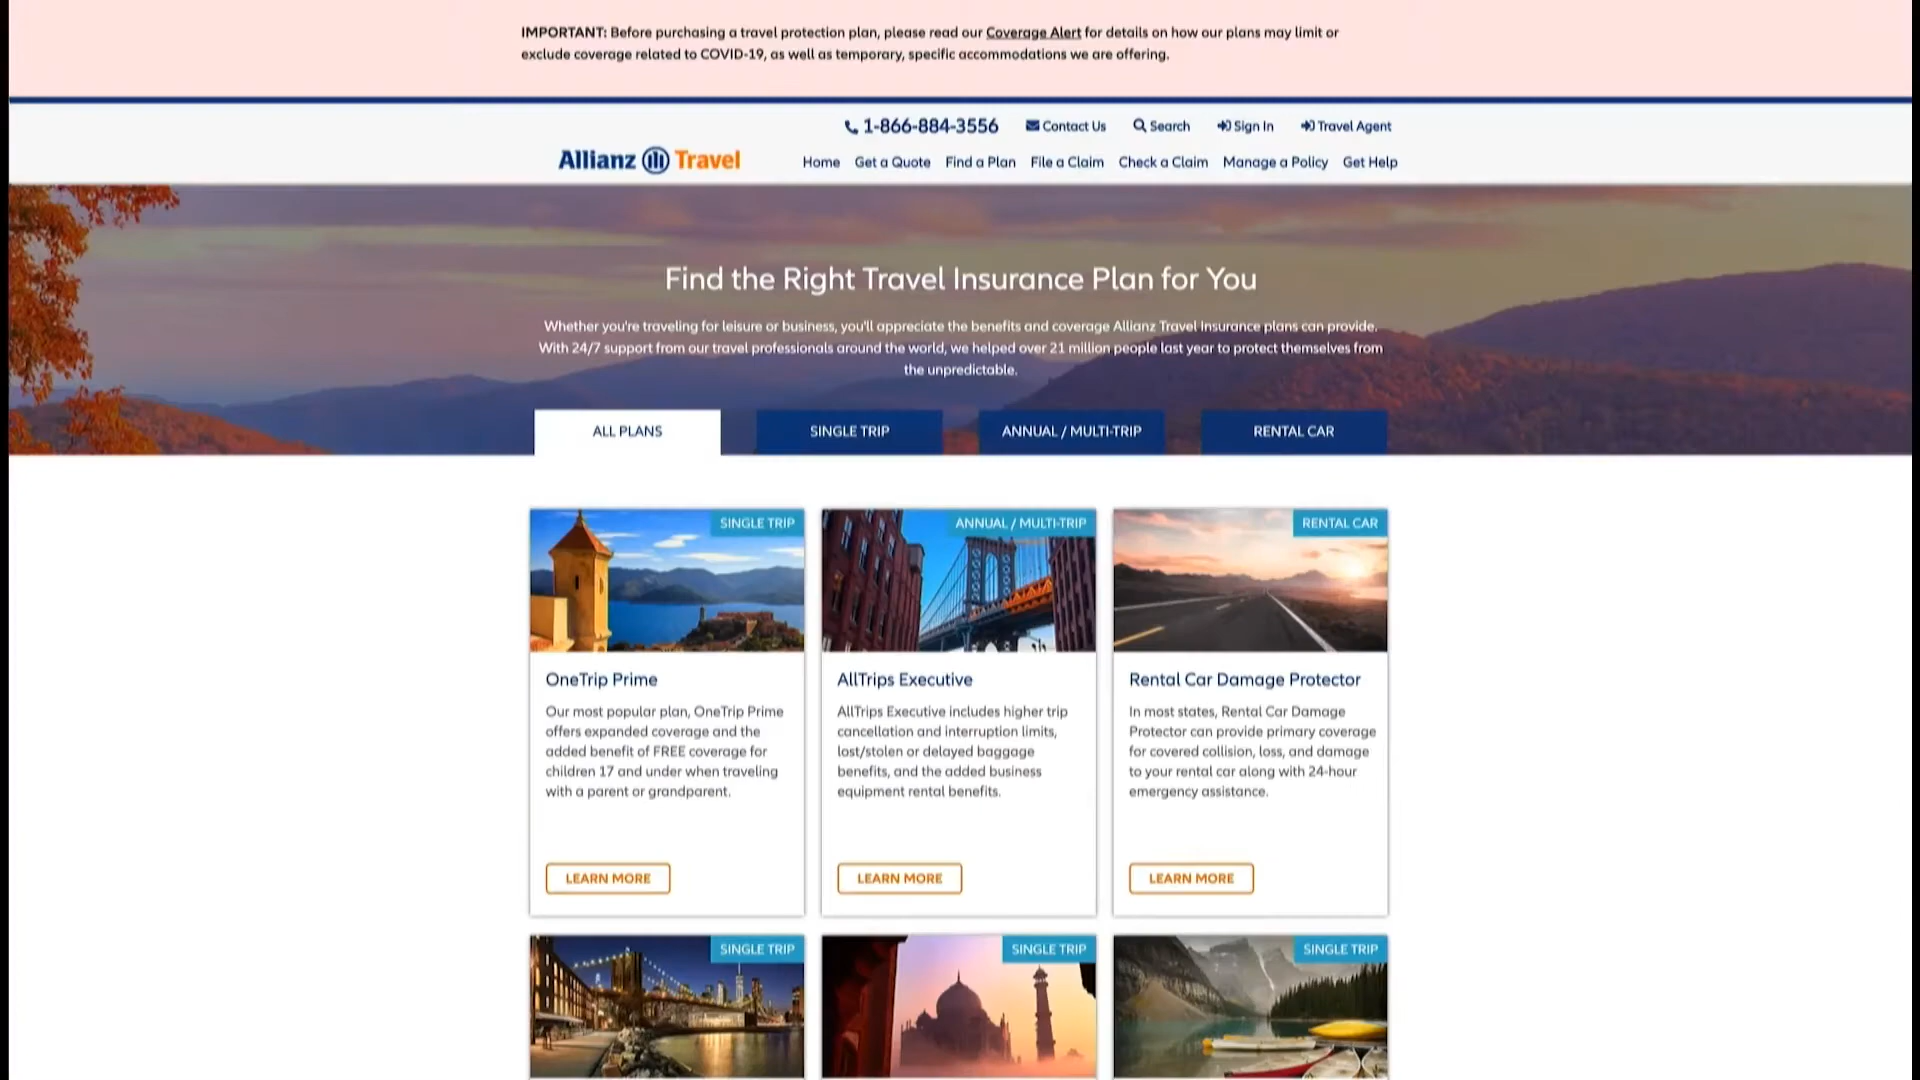 IMPORTANT: Before purchasing a travel protection plan, please read our Coverage Alert for details on how our plans may limit or
exclude coverage related to COVID-19, as well as temporary, specific accommodations we are offering.
1-866-884-3556 Contact Us Search Sign In Travel Agent
Allianz Travel
Home Get a Quote Find a Plan File a Claim Check a Claim Manage a Policy Get Help
Find the Right Travel Insurance Plan for You
Whether you're traveling for leisure or business, you'll appreciate the benefits and coverage Allianz Travel Insurance plans can provide.
With 24/7 support from our travel professionals around the world, we helped over 21 million people last year to protect themselves from
the unpredictable.
ALL PLANS SINGLE TRIP ANNUAL / MULTI-TRIP RENTAL CAR
SINGLE TRIP
OneTrip Prime
Our most popular plan, OneTrip Prime
offers expanded coverage and the
added benefit of FREE coverage for
children 17 and under when traveling
with a parent or grandparent.
LEARN MORE
ANNUAL / MULTI-TRIP
AllTrips Executive
AllTrips Executive includes higher trip
cancellation and interruption limits,
lost/stolen or delayed baggage
benefits, and the added business
equipment rental benefits.
LEARN MORE
RENTAL CAR
Rental Car Damage Protector
In most states, Rental Car Damage
Protector can provide primary coverage
for covered collision, loss, and damage
to your rental car along with 24-hour
emergency assistance.
LEARN MORE
SINGLE TRIP
SINGLE TRIP
SINGLE TRIP